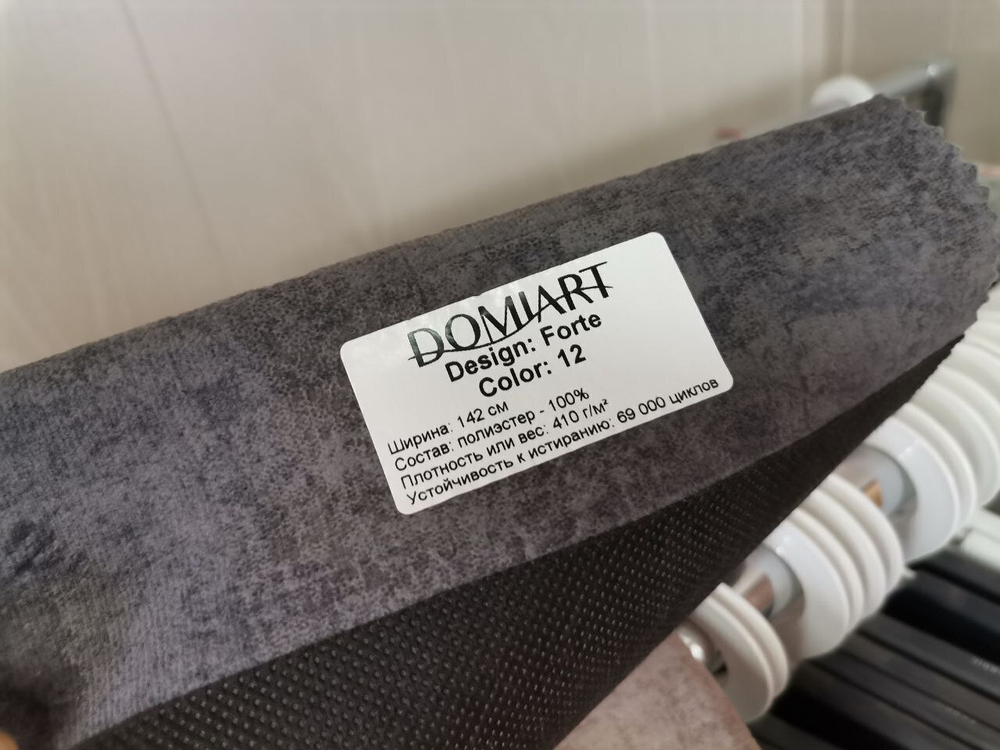 DOMIART
Design: Forte
Color: 12
Ширина: 142 см
Состав: полиэстер - 100%
Плотность или вес: 410 г/м²
Устойчивость к истиранию: 69 000 циклов